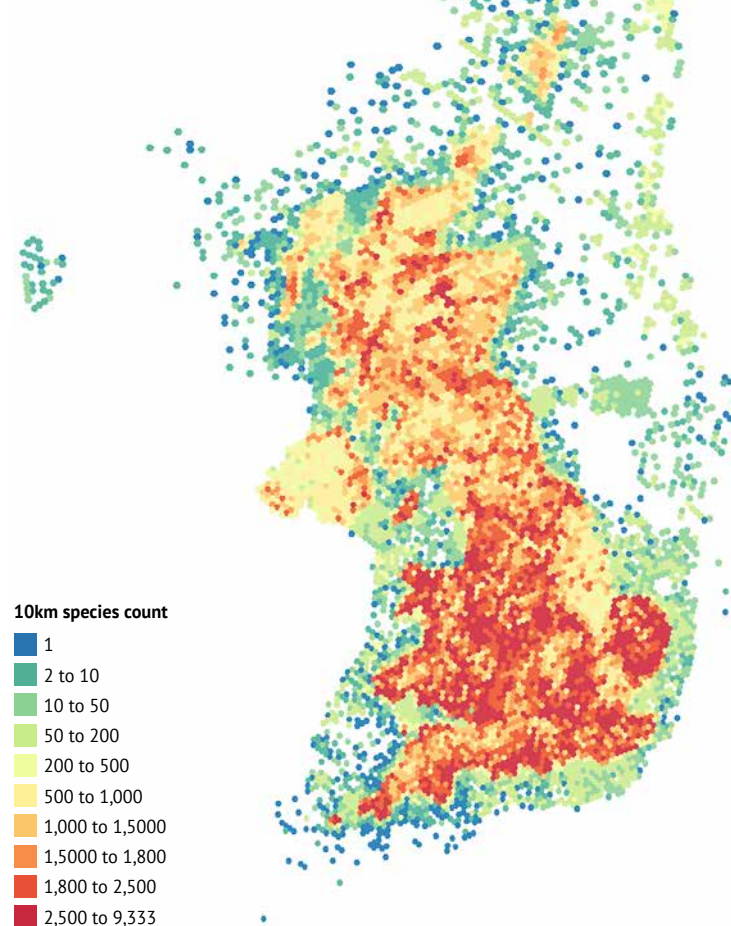 10km species count
1
2 to 10
10 to 50
50 to 200
200 to 500
500 to 1,000
1,000 to 1,5000
1,5000 to 1,800
1,800 to 2,500
2,500 to 9,333